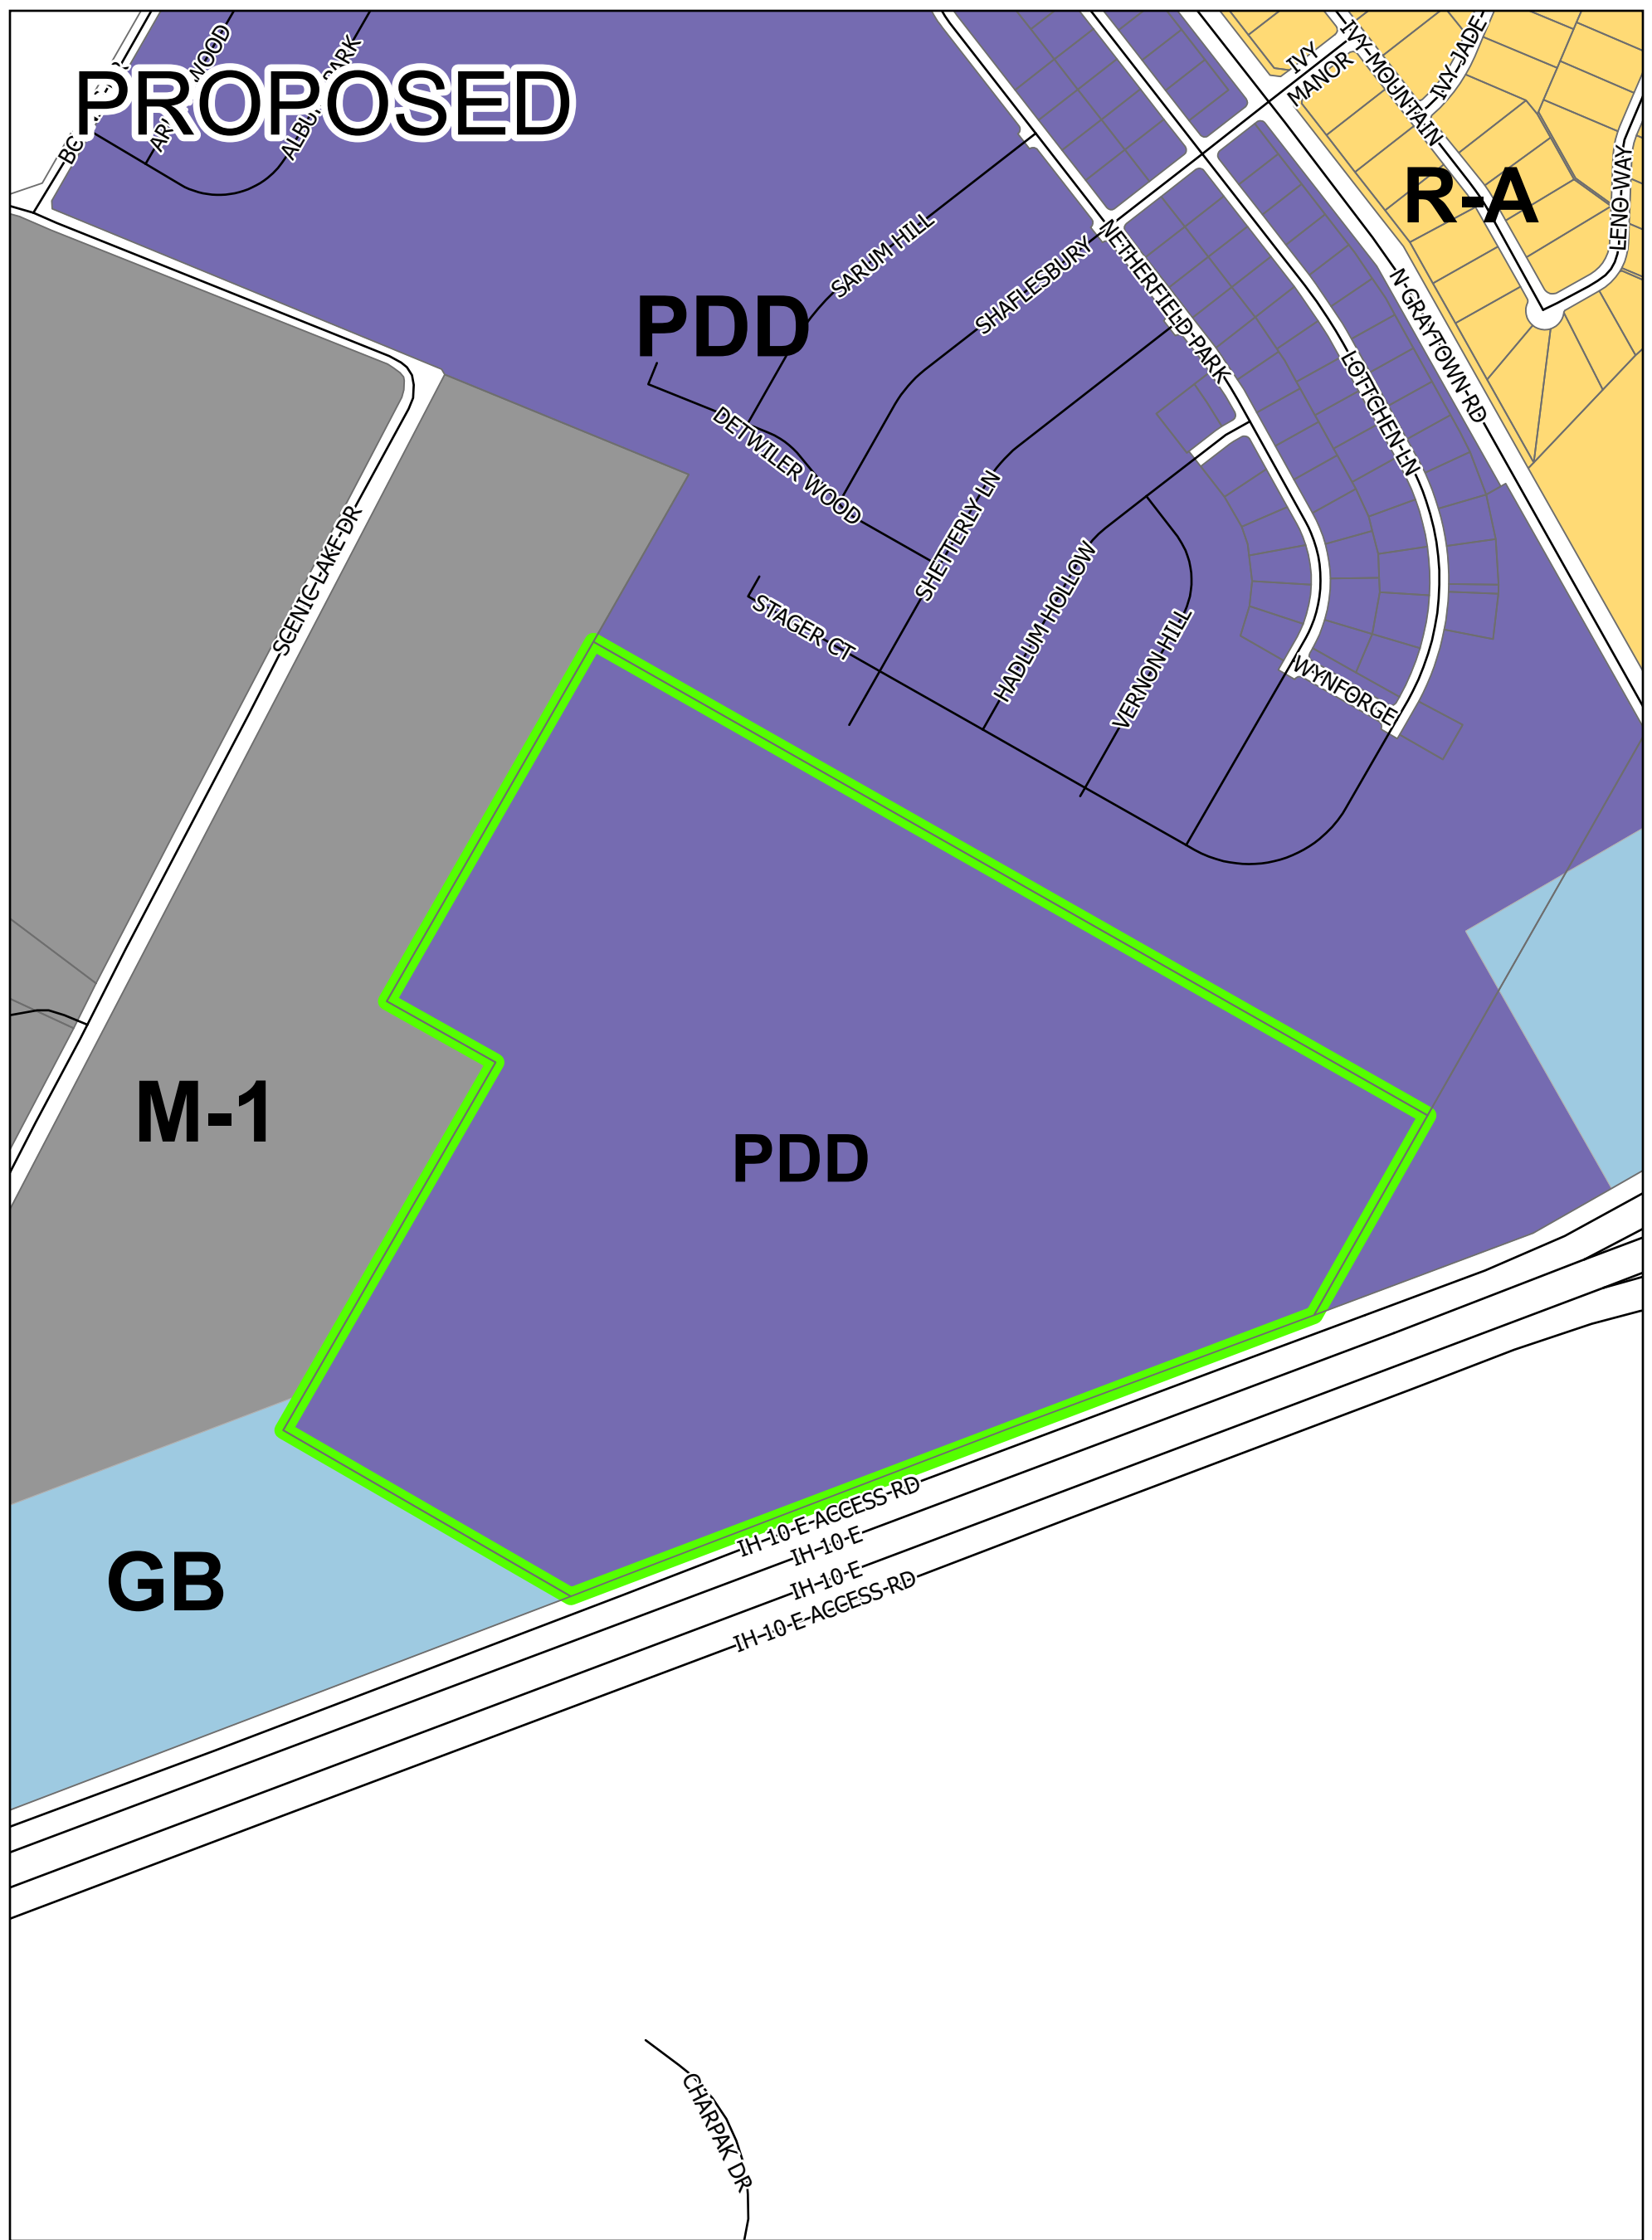 PROPOSED
IVY
MANOR
IVY-MOUNTAIN
IVY-JADE
LENO-WAY
R-A
SARUM HILL
SHAFLESBURY
NETHERFIELD-PARK
N-GRAYTOWN-RD
LOTTCHEN-LN
PDD
DETWILER WOOD
SHETTERLY LN
STAGER CT
HADLUM HOLLOW
VERNON HILL
WYNFORGE
SCENIC-LAKE-DR
M-1
PDD
GB
IH-10-E-ACCESS-RD
IH-10-E
IH-10-E
IH-10-E-ACCESS-RD
CHARPAK DR